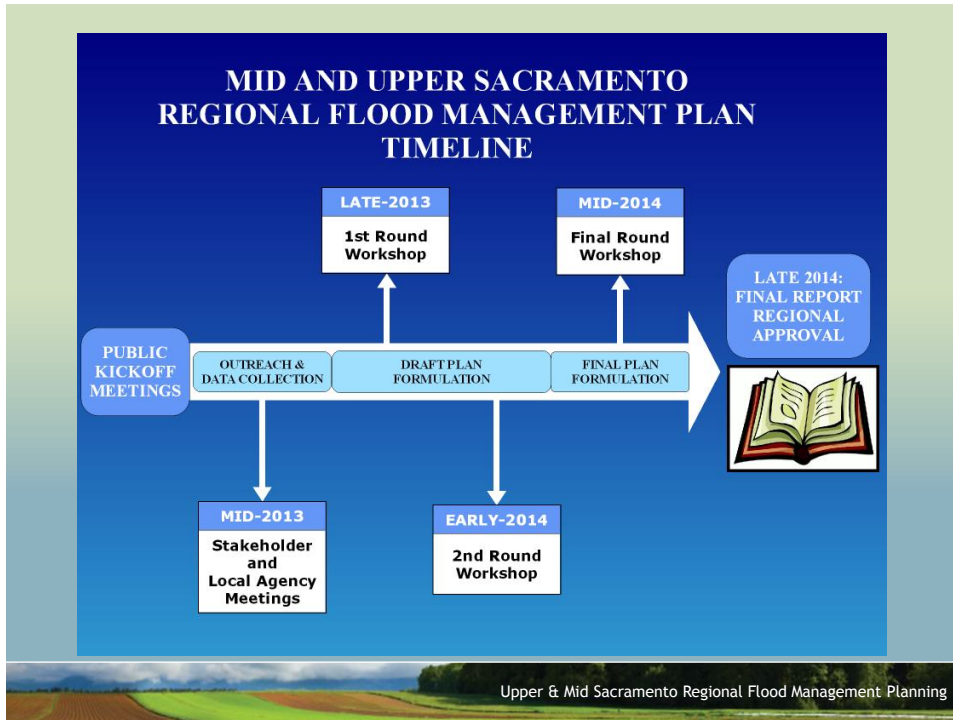 MID AND UPPER SACRAMENTO
REGIONAL FLOOD MANAGEMENT PLAN
TIMELINE
LATE-2013
1st Round
Workshop
MID-2014
Final Round
Workshop
LATE 2014:
FINAL REPORT
REGIONAL
APPROVAL
PUBLIC
KICKOFF
MEETINGS
OUTREACH &
DATA COLLECTION
DRAFT PLAN
FORMULATION
FINAL PLAN
FORMULATION
MID-2013
Stakeholder
and
Local Agency
Meetings
EARLY-2014
2nd Round
Workshop
Upper & Mid Sacramento Regional Flood Management Planning